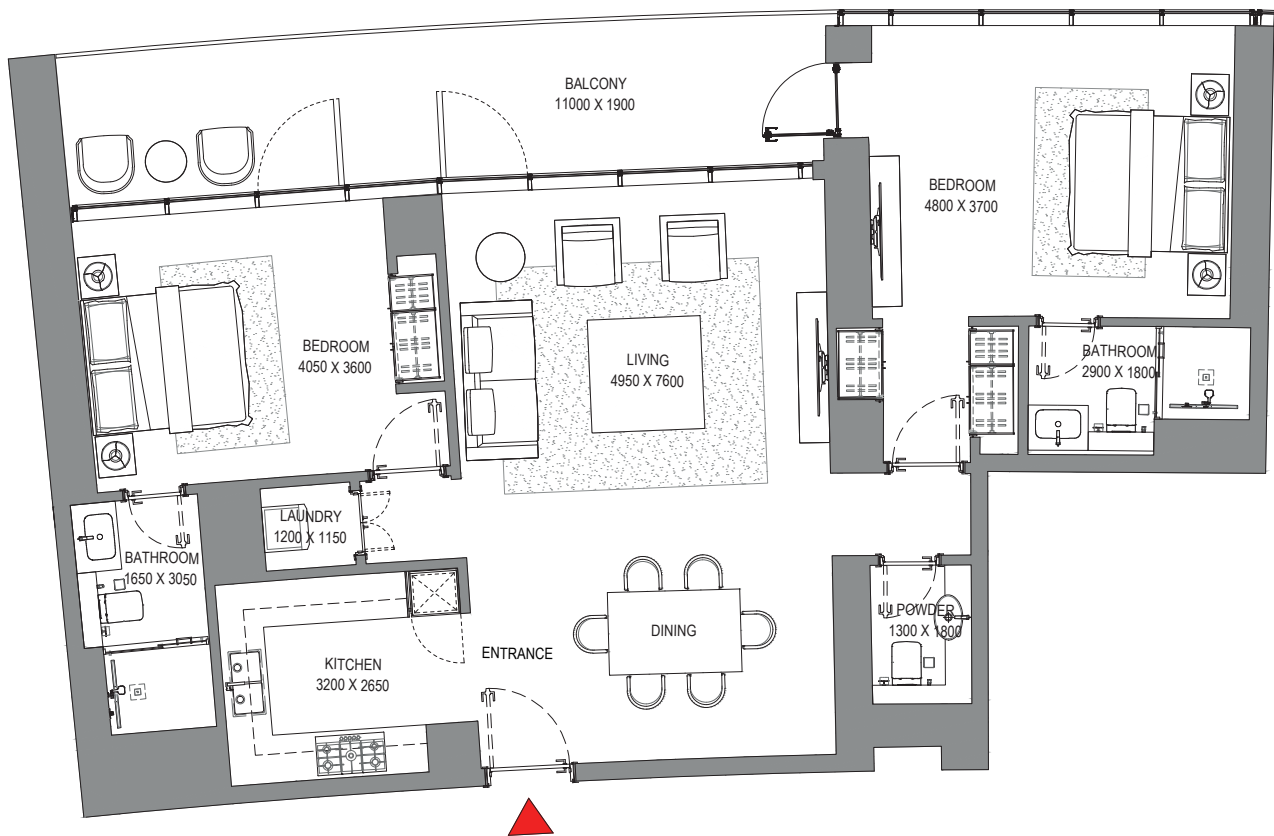 BALCONY
11000 X 1900
BEDROOM
4800 X 3700
BEDROOM
4050 X 3600
LIVING
4950 X 7600
BATHROOM
2900 X 1800
LAUNDRY
1200 X 1150
BATHROOM
1650 X 3050
POWDER
1300 X 1800
DINING
ENTRANCE
KITCHEN
3200 X 2650